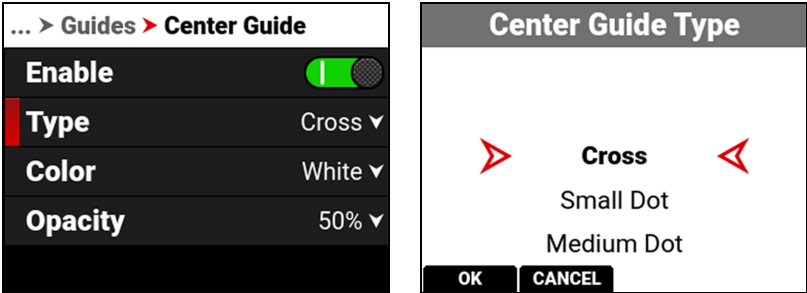 ... > Guides > Center Guide
Enable
Type Cross
Color White
Opacity 50%
Center Guide Type
Cross
Small Dot
Medium Dot
OK CANCEL